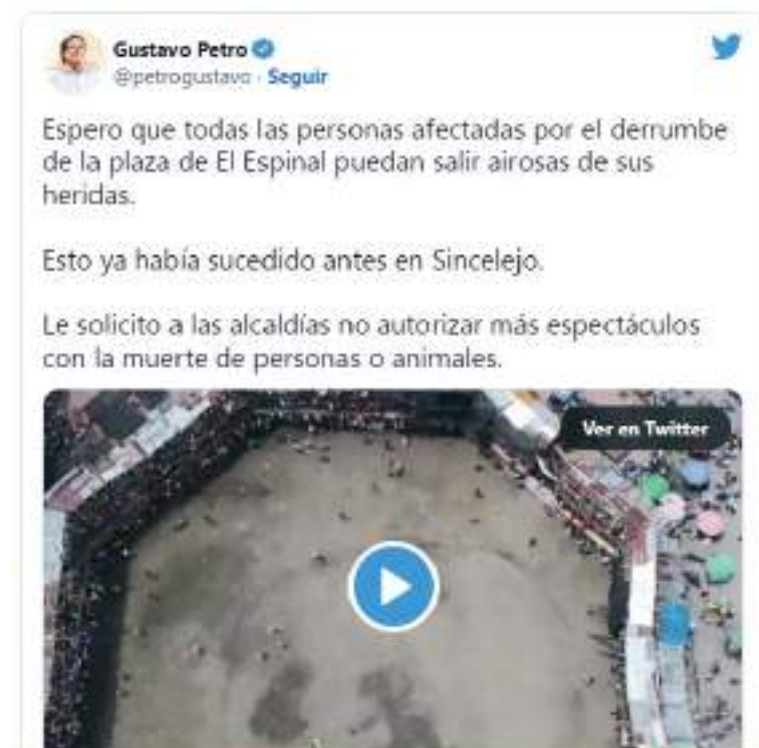 Gustavo Petro
@petrogustavo · Seguir
Espero que todas las personas afectadas por el derrumbe
de la plaza de El Espinal puedan salir airosas de sus
heridas.
Esto ya había sucedido antes en Sincelejo.
Le solicito a las alcaldías no autorizar más espectáculos
con la muerte de personas o animales.
Ver en Twitter